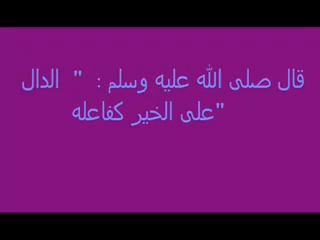 قال صلى الله عليه وسلم : " الدال
على الخير كفاعله"